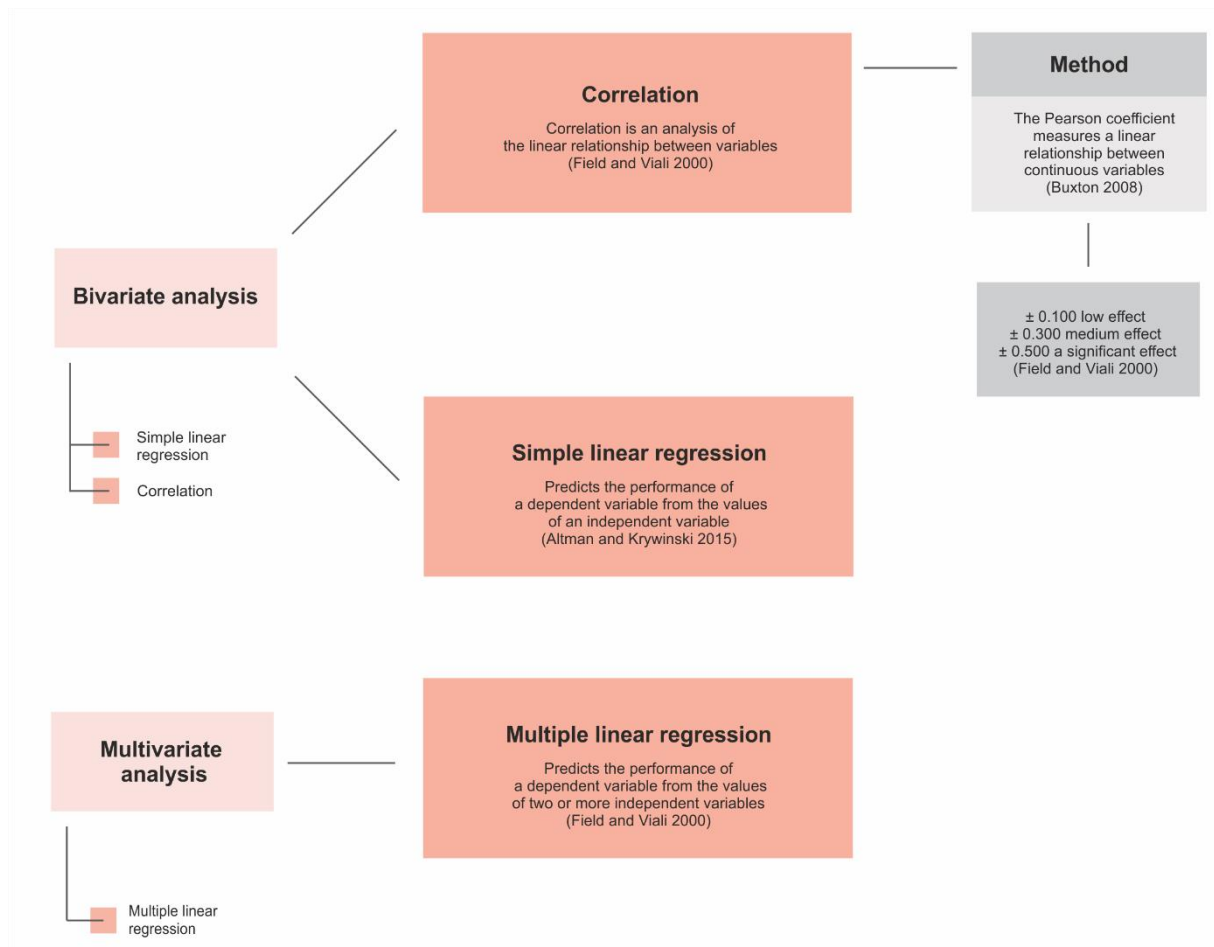 Correlation
Correlation is an analysis of
the linear relationship between variables
(Field and Viali 2000)
Method
The Pearson coefficient
measures a linear
relationship between
continuous variables
(Buxton 2008)
± 0.100 low effect
± 0.300 medium effect
± 0.500 a significant effect
(Field and Viali 2000)
Bivariate analysis
Simple linear
regression
Correlation
Simple linear regression
Predicts the performance of
a dependent variable from the values
of an independent variable
(Altman and Krywinski 2015)
Multivariate
analysis
Multiple linear
regression
Multiple linear regression
Predicts the performance of
a dependent variable from the values
of two or more independent variables
(Field and Viali 2000)